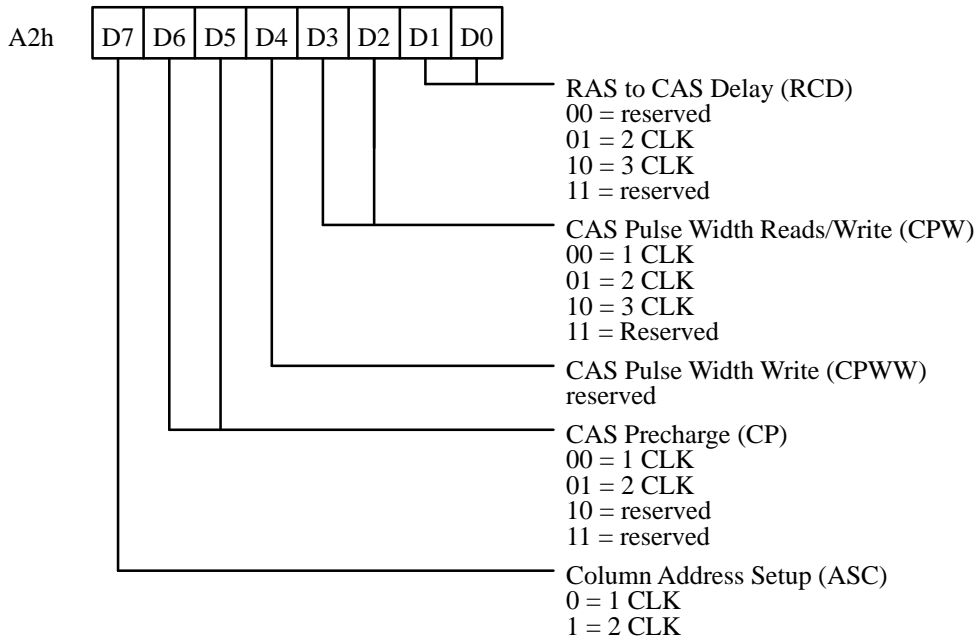 A2h D7 D6 D5 D4 D3 D2 D1 D0
RAS to CAS Delay (RCD)
00 = reserved
01 = 2 CLK
10 = 3 CLK
11 = reserved
CAS Pulse Width Reads/Write (CPW)
00 = 1 CLK
01 = 2 CLK
10 = 3 CLK
11 = Reserved
CAS Pulse Width Write (CPWW)
reserved
CAS Precharge (CP)
00 = 1 CLK
01 = 2 CLK
10 = reserved
11 = reserved
Column Address Setup (ASC)
0 = 1 CLK
1 = 2 CLK